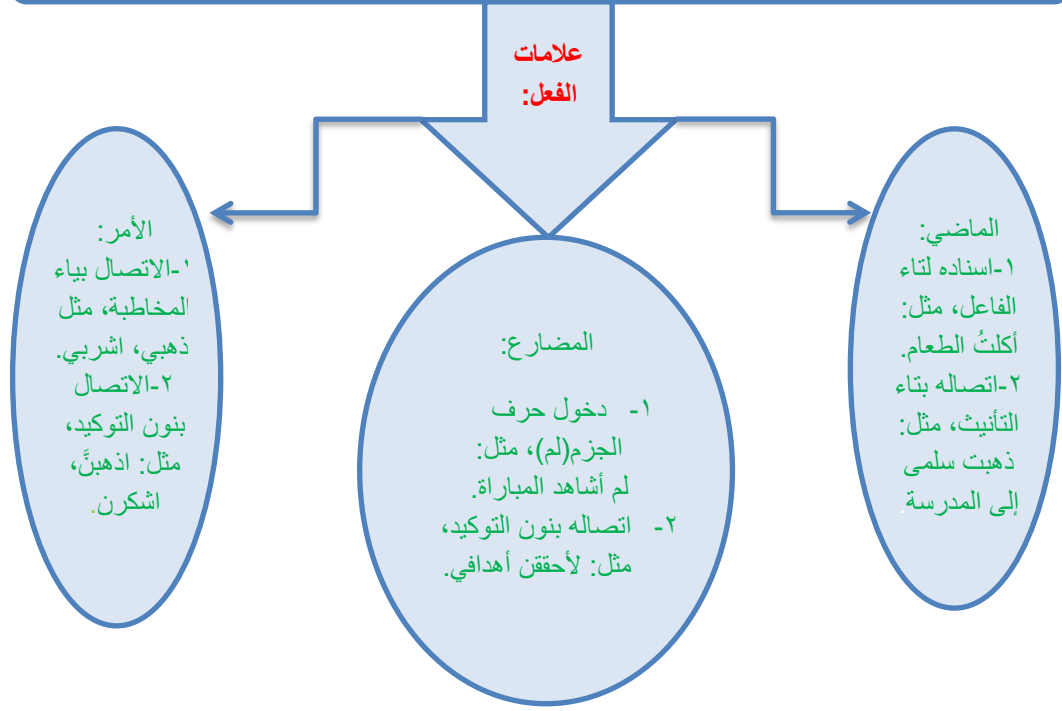 علامات
الفعل:
الماضي:
١-اسناده لتاء
الفاعل، مثل:
أكلتُ الطعام.
٢-اتصاله بتاء
التأنيث، مثل:
ذهبت سلمى
إلى المدرسة.
المضارع:
١- دخول حرف
الجزم(لم)، مثل:
لم أشاهد المباراة.
٢- اتصاله بنون التوكيد،
مثل: لأحققن أهدافي.
الأمر:
١-الاتصال بياء
المخاطبة، مثل
ذهبي، اشربي.
٢-الاتصال
بنون التوكيد،
مثل: اذهبنَّ،
اشكرن.